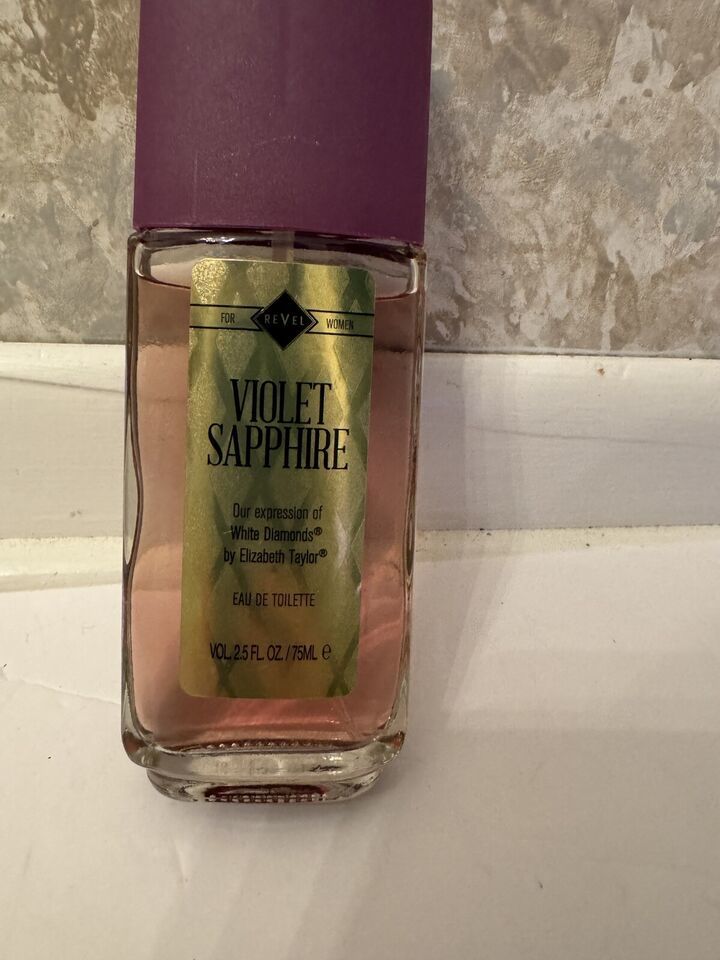 FOR REVEL WOMEN
VIOLET
SAPPHIRE
Our expression of
White Diamonds®
by Elizabeth Taylor®
EAU DE TOILETTE
VOL. 2.5 FL. OZ. / 75ML ℮